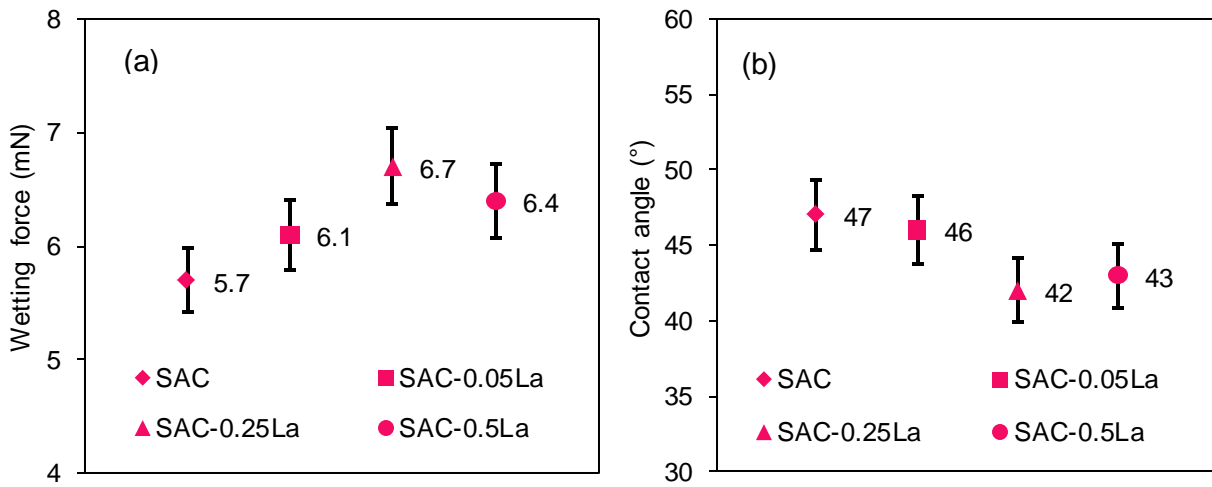 (a)
Wetting force (mN)
8
7
6
5
4
5.7
6.1
6.7
6.4
SAC
SAC-0.05La
SAC-0.25La
SAC-0.5La
(b)
Contact angle (°)
60
55
50
45
40
35
30
47
46
42
43
SAC
SAC-0.05La
SAC-0.25La
SAC-0.5La